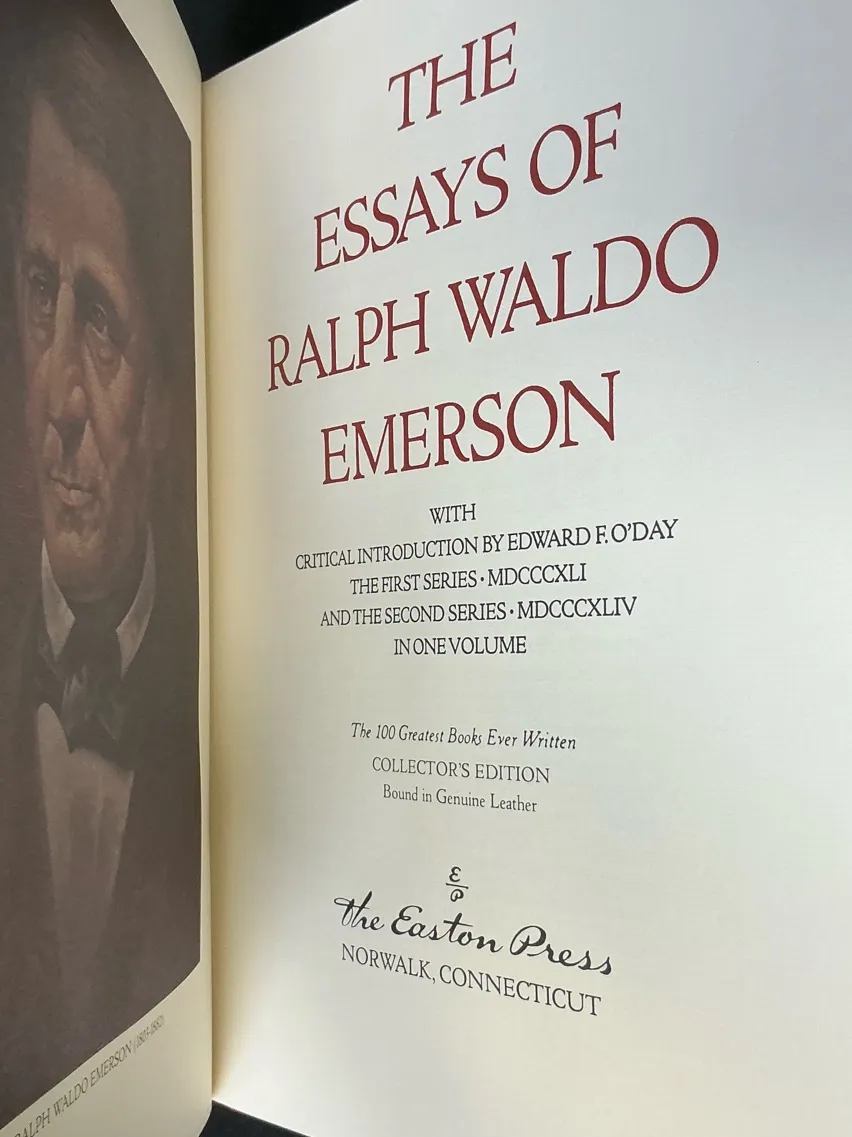 THE
ESSAYS OF
RALPH WALDO
EMERSON
WITH
CRITICAL INTRODUCTION BY EDWARD F. O'DAY
THE FIRST SERIES · MDCCCXLI
AND THE SECOND SERIES · MDCCCXLIV
IN ONE VOLUME
The 100 Greatest Books Ever Written
COLLECTOR'S EDITION
Bound in Genuine Leather
E
P
The Easton Press
NORWALK, CONNECTICUT
RALPH WALDO EMERSON (1803-1882)